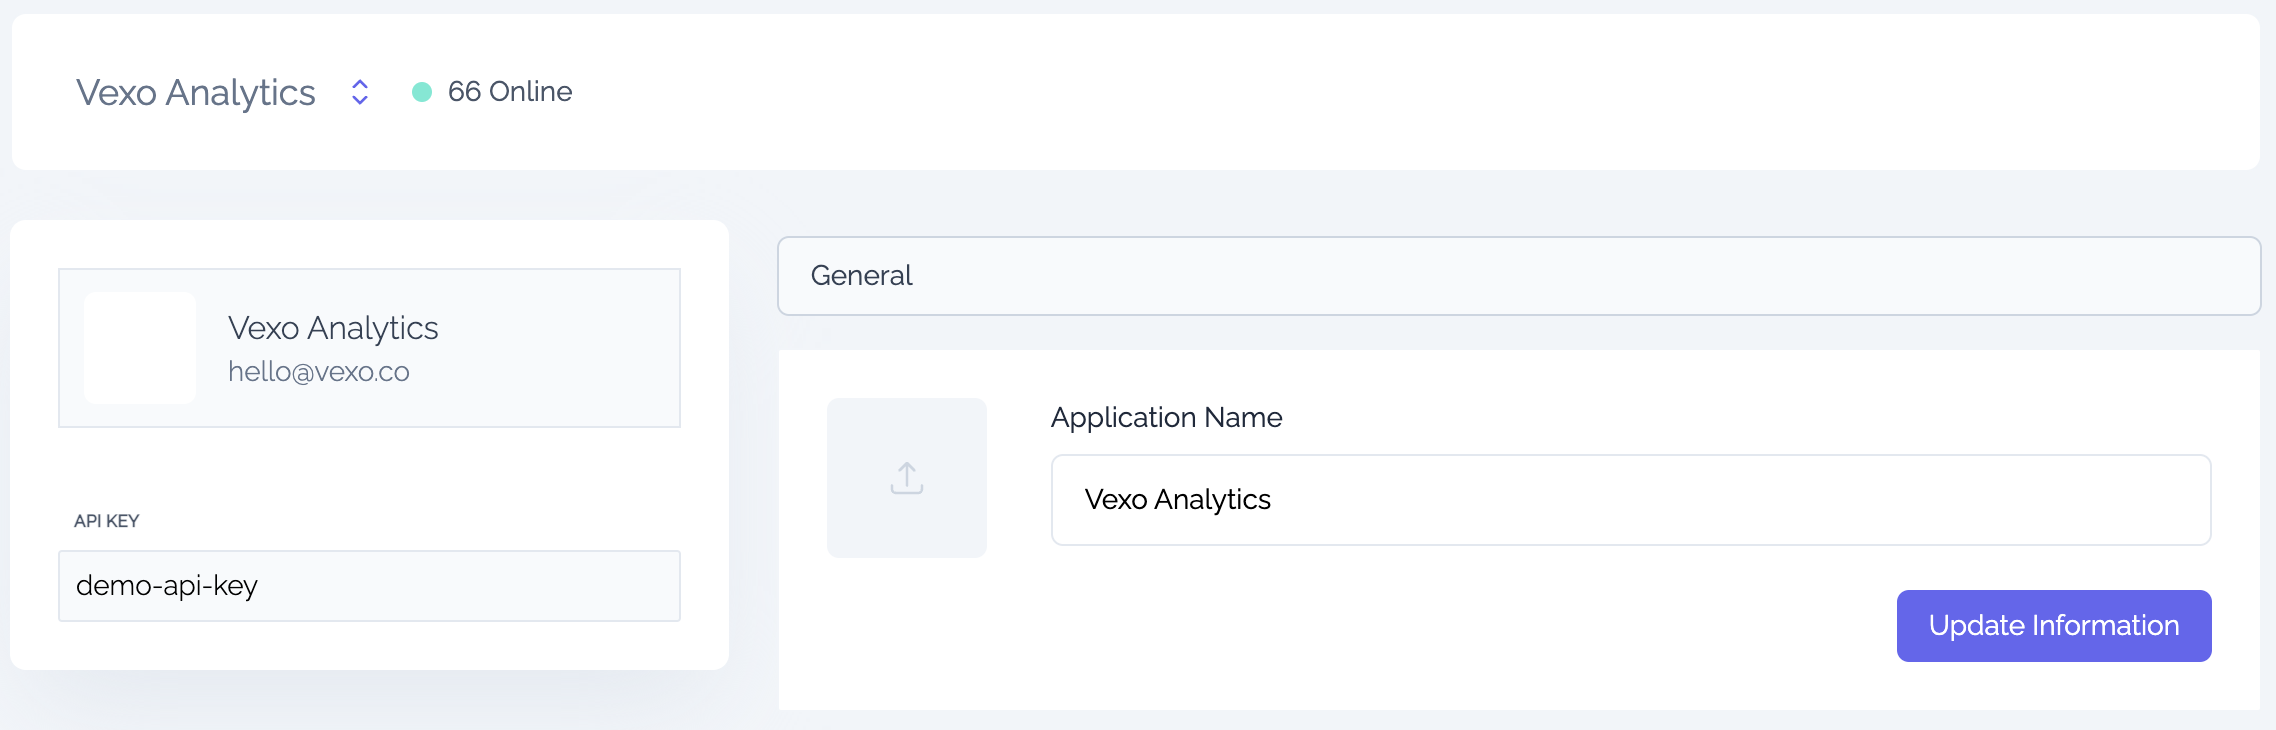 Vexo Analytics
66 Online
Vexo Analytics
hello@vexo.co
API KEY
demo-api-key
General
Application Name
Vexo Analytics
Update Information